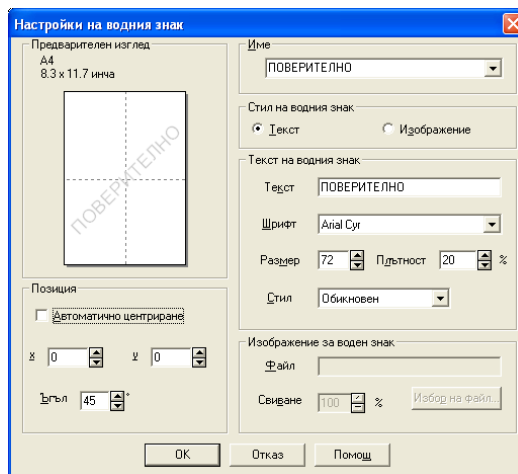 Настройки на водния знак
Предварителен изглед
A4
8.3 x 11.7 инча
ПОВЕРИТЕЛНО
Позиция
Автоматично центриране
x 0 y 0
Ъгъл 45 °
Име
ПОВЕРИТЕЛНО
Стил на водния знак
Текст Изображение
Текст на водния знак
Текст ПОВЕРИТЕЛНО
Шрифт Arial Cyr
Размер 72 Плътност 20 %
Стил Обикновен
Изображение за воден знак
Файл
Свиване 100 % Избор на файл...
OK Отказ Помощ